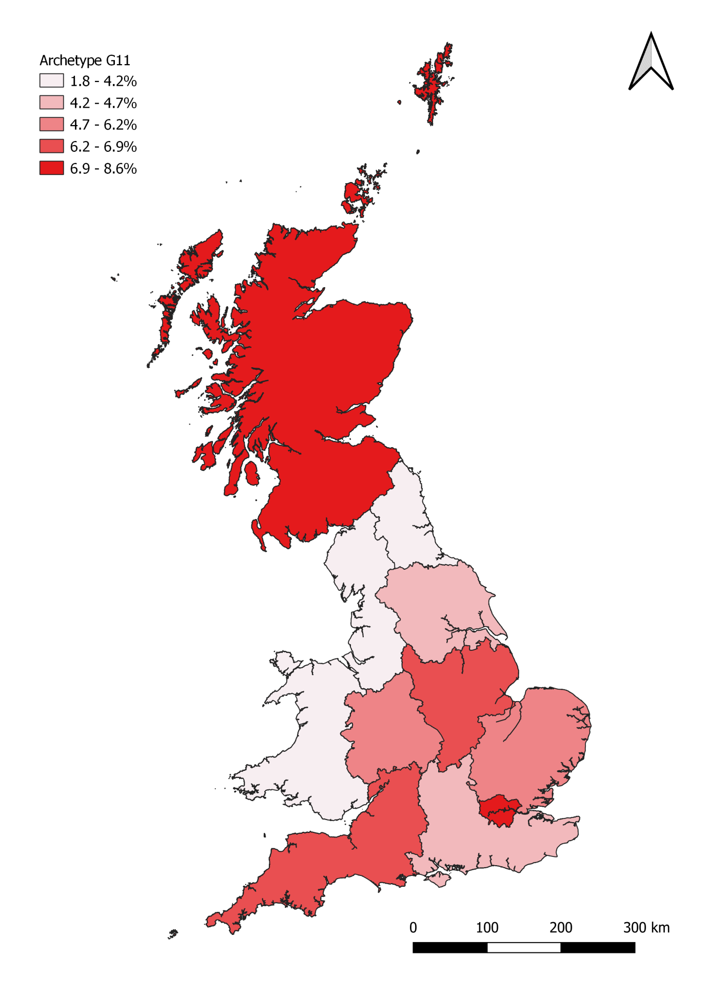 Archetype G11
1.8 - 4.2%
4.2 - 4.7%
4.7 - 6.2%
6.2 - 6.9%
6.9 - 8.6%
0 100 200 300 km